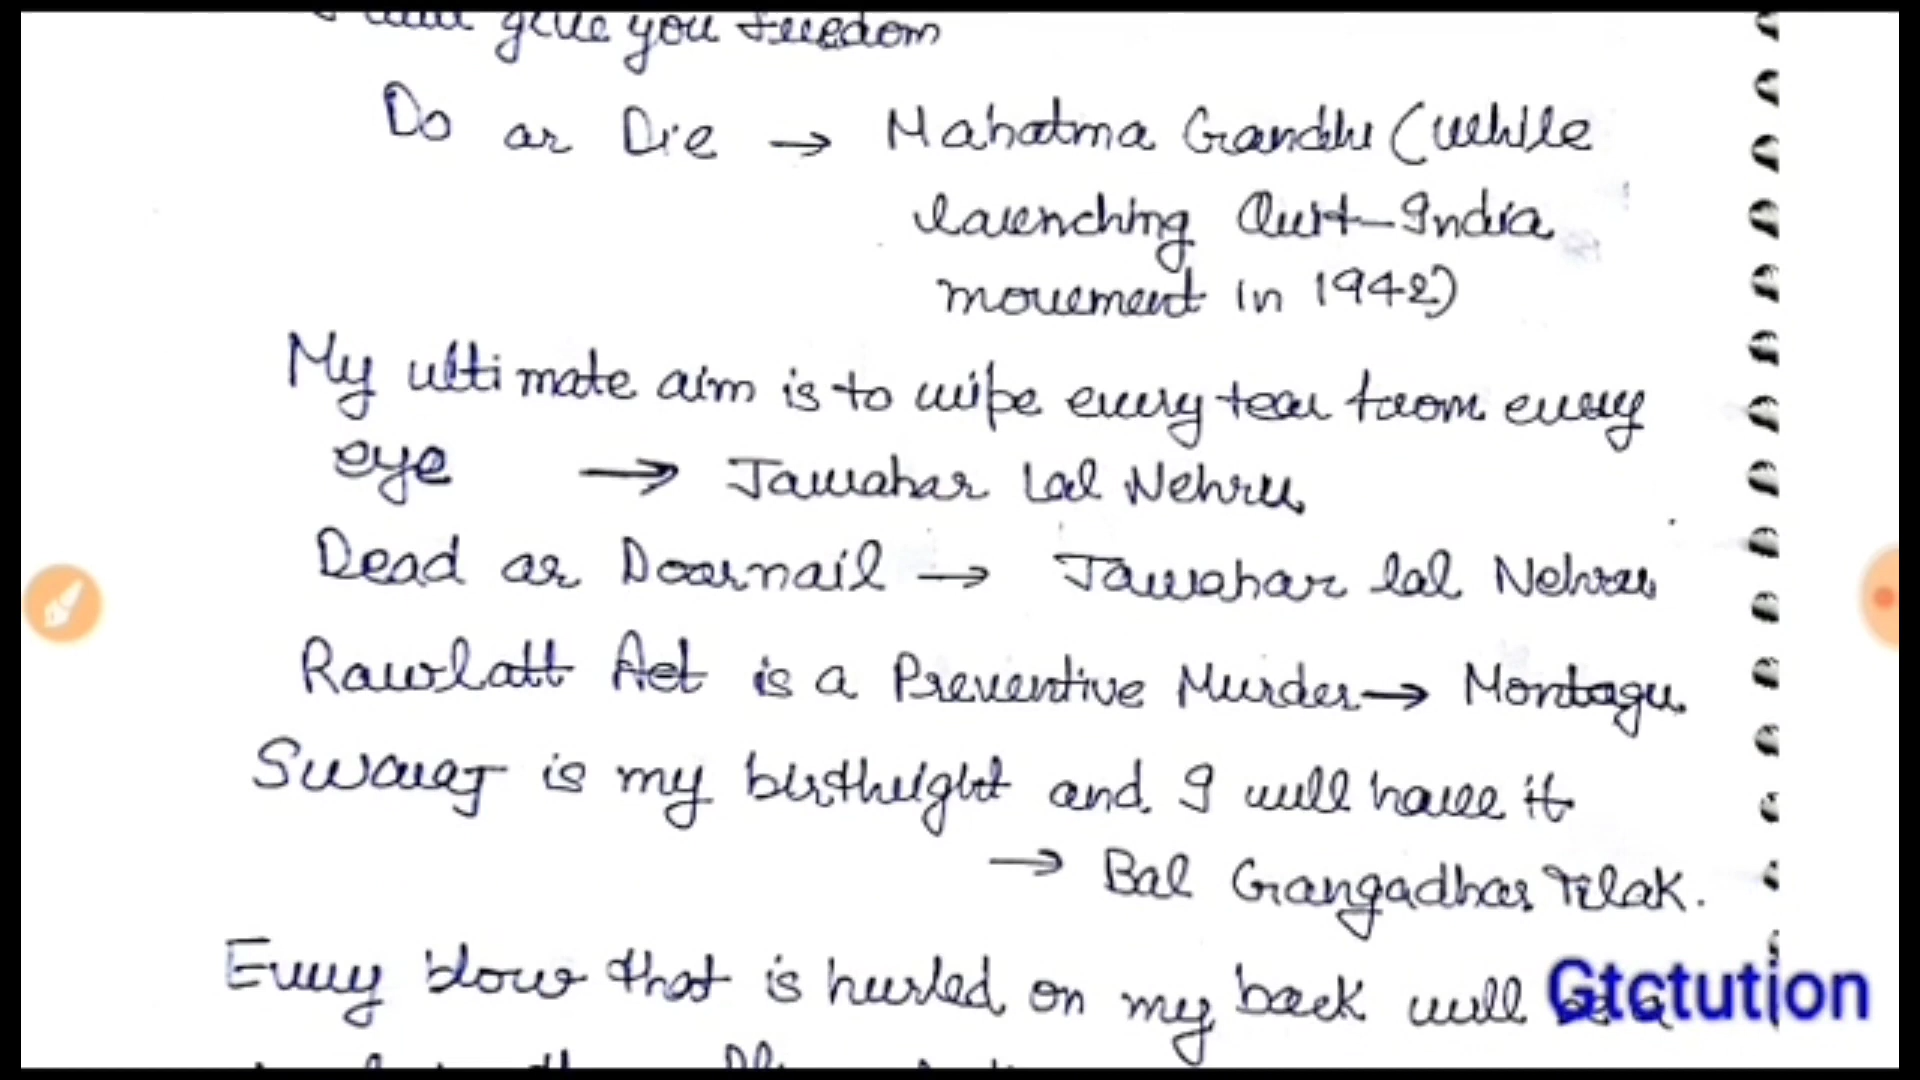 give you freedom
Do or Die → Mahatma Gandhi (while
launching Quit-India
movement in 1942)
My ultimate aim is to wipe every tear from every
eye → Jawahar Lal Nehru
Dead as Doornail → Jawahar lal Nehru
Rawlatt Act is a Preventive Murder → Montagu
Swaraj is my birthright and I will have it
→ Bal Gangadhar Tilak.
Every blow that is hurled on my back will be a
Gtctution